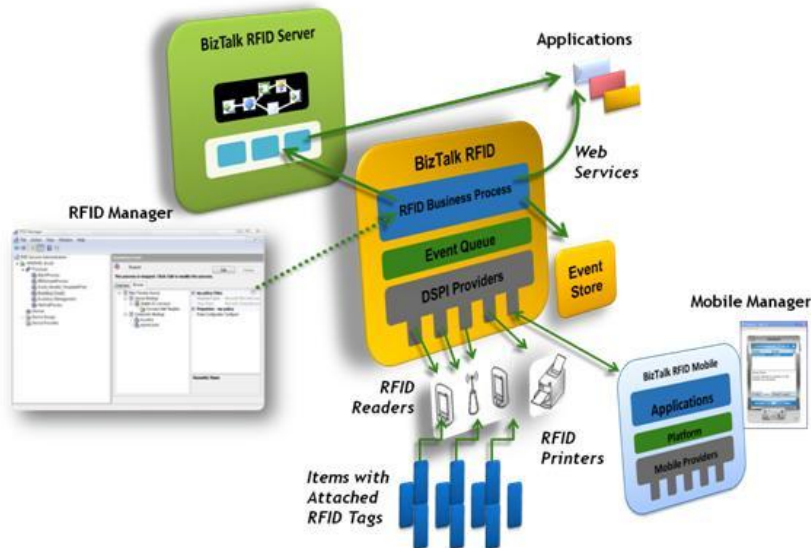 BizTalk RFID Server
Applications
BizTalk RFID
RFID Business Process
Web
Services
RFID Manager
Event Queue
DSPI Providers
Event
Store
Mobile Manager
RFID
Readers
RFID
Printers
BizTalk RFID Mobile
Applications
Platform
Mobile Providers
Items with
Attached
RFID Tags